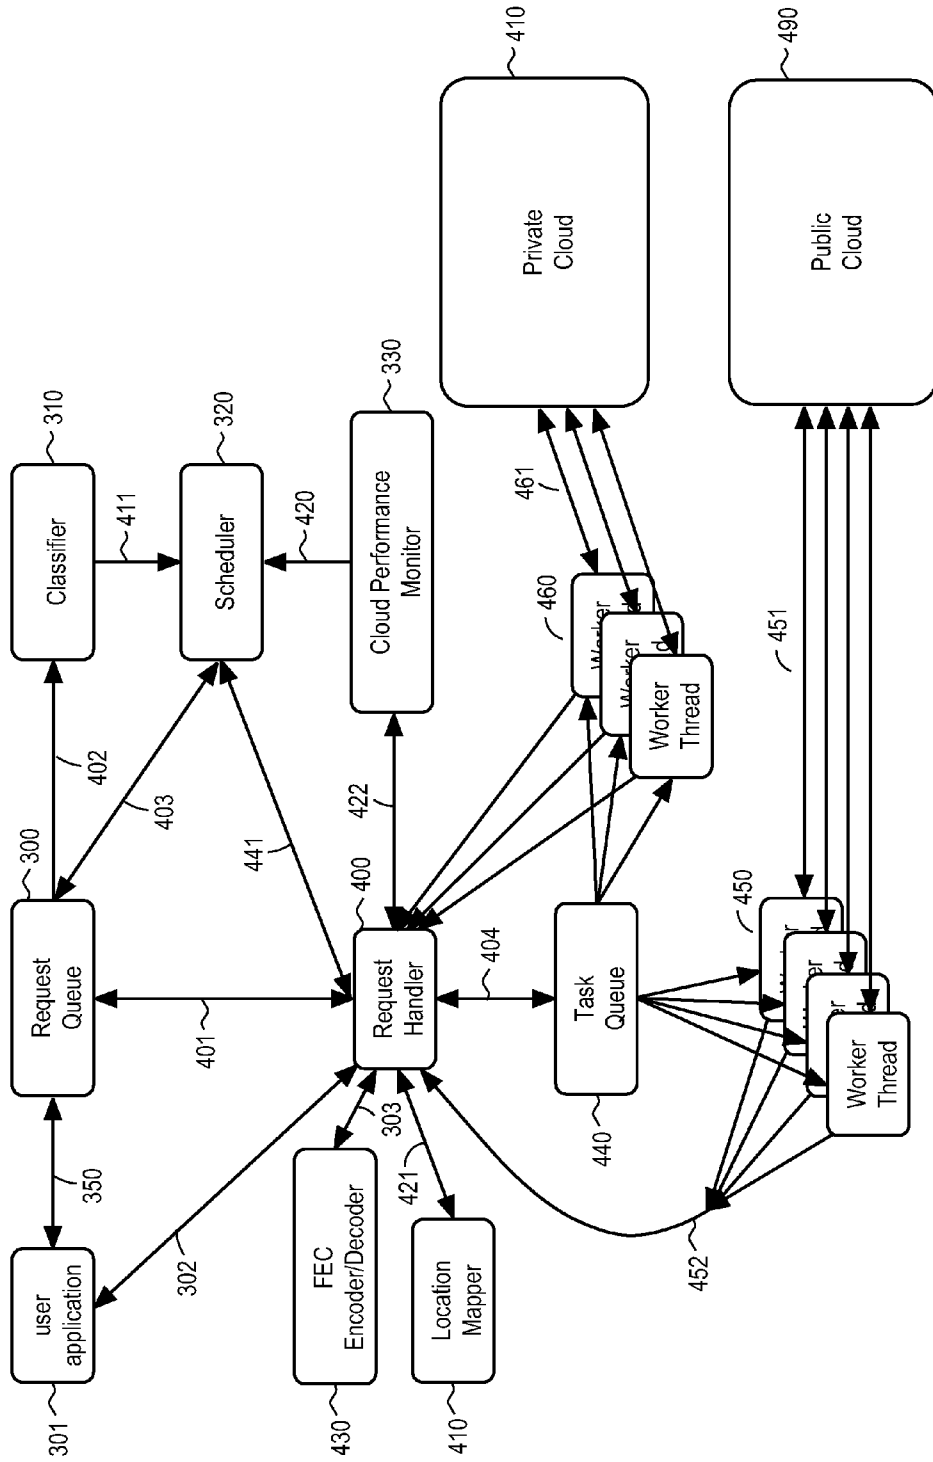 user
application
301
350
Request
Queue
300
402
Classifier
310
411
Scheduler
320
403
401
302
441
420
Cloud Performance
Monitor
330
422
Request
Handler
400
303
FEC
Encoder/Decoder
430
421
Location
Mapper
410
404
Task
Queue
440
460
Worker
Worker
Worker
Thread
461
Private
Cloud
410
450
Worker
Thread
451
452
Public
Cloud
490